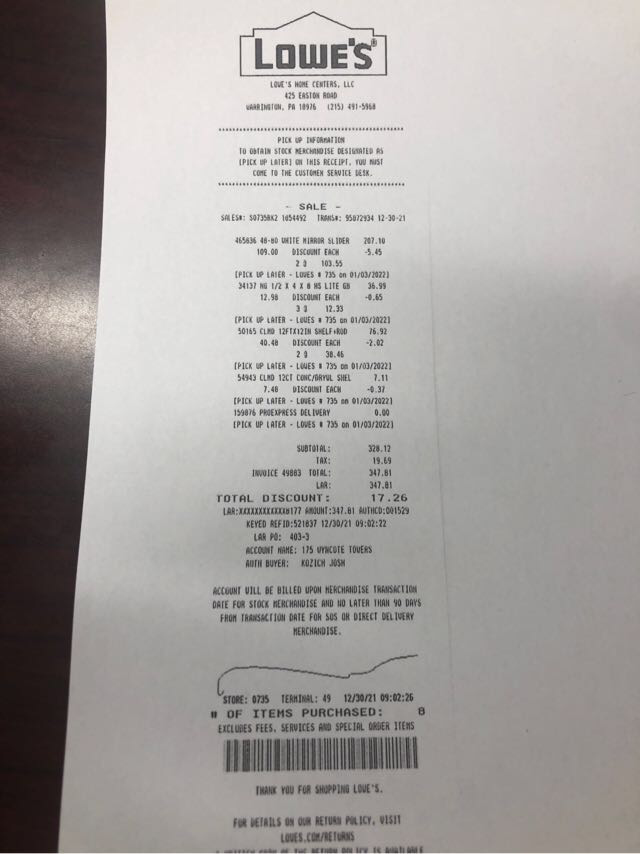 LOWE'S®
LOWE'S HOME CENTERS, LLC
425 EASTON ROAD
WARRINGTON, PA 18976 (215) 491-5968
PICK UP INFORMATION
TO OBTAIN STOCK MERCHANDISE DESIGNATED AS
[PICK UP LATER] ON THIS RECEIPT, YOU MUST
COME TO THE CUSTOMER SERVICE DESK.
- SALE -
SALES#: S0735BK2 1654492 TRANS#: 95872934 12-30-21
465636 48-80 WHITE MIRROR SLIDER 207.10
109.00 DISCOUNT EACH -5.45
2 @ 103.55
[PICK UP LATER - LOWES # 735 on 01/03/2022]
34137 NG 1/2 X 4 X 8 HS LITE GB 36.99
12.98 DISCOUNT EACH -0.65
3 @ 12.33
[PICK UP LATER - LOWES # 735 on 01/03/2022]
50165 CLMD 12FTX12IN SHELF+ROD 76.92
40.48 DISCOUNT EACH -2.02
2 @ 38.46
[PICK UP LATER - LOWES # 735 on 01/03/2022]
54943 CLMD 12CT CONC/DRYWL SHEL 7.11
7.48 DISCOUNT EACH -0.37
[PICK UP LATER - LOWES # 735 on 01/03/2022]
159876 PROEXPRESS DELIVERY 0.00
[PICK UP LATER - LOWES # 735 on 01/03/2022]
SUBTOTAL: 328.12
TAX: 19.69
INVOICE 49883 TOTAL: 347.81
LAR: 347.81
TOTAL DISCOUNT: 17.26
LAR:XXXXXXXXXXXX8177 AMOUNT:347.81 AUTHCD:001529
KEYED REFID:521837 12/30/21 09:02:22
LAR PO: 403-3
ACCOUNT NAME: 175 WYNCOTE TOWERS
AUTH BUYER: KOZICH JOSH
ACCOUNT WILL BE BILLED UPON MERCHANDISE TRANSACTION
DATE FOR STOCK MERCHANDISE AND NO LATER THAN 90 DAYS
FROM TRANSACTION DATE FOR SOS OR DIRECT DELIVERY
MERCHANDISE.
STORE: 0735 TERMINAL: 49 12/30/21 09:02:26
# OF ITEMS PURCHASED: 8
EXCLUDES FEES, SERVICES AND SPECIAL ORDER ITEMS
THANK YOU FOR SHOPPING LOWE'S.
FOR DETAILS ON OUR RETURN POLICY, VISIT
LOWES.COM/RETURNS
A WRITTEN COPY OF THE RETURN POLICY IS AVAILABLE